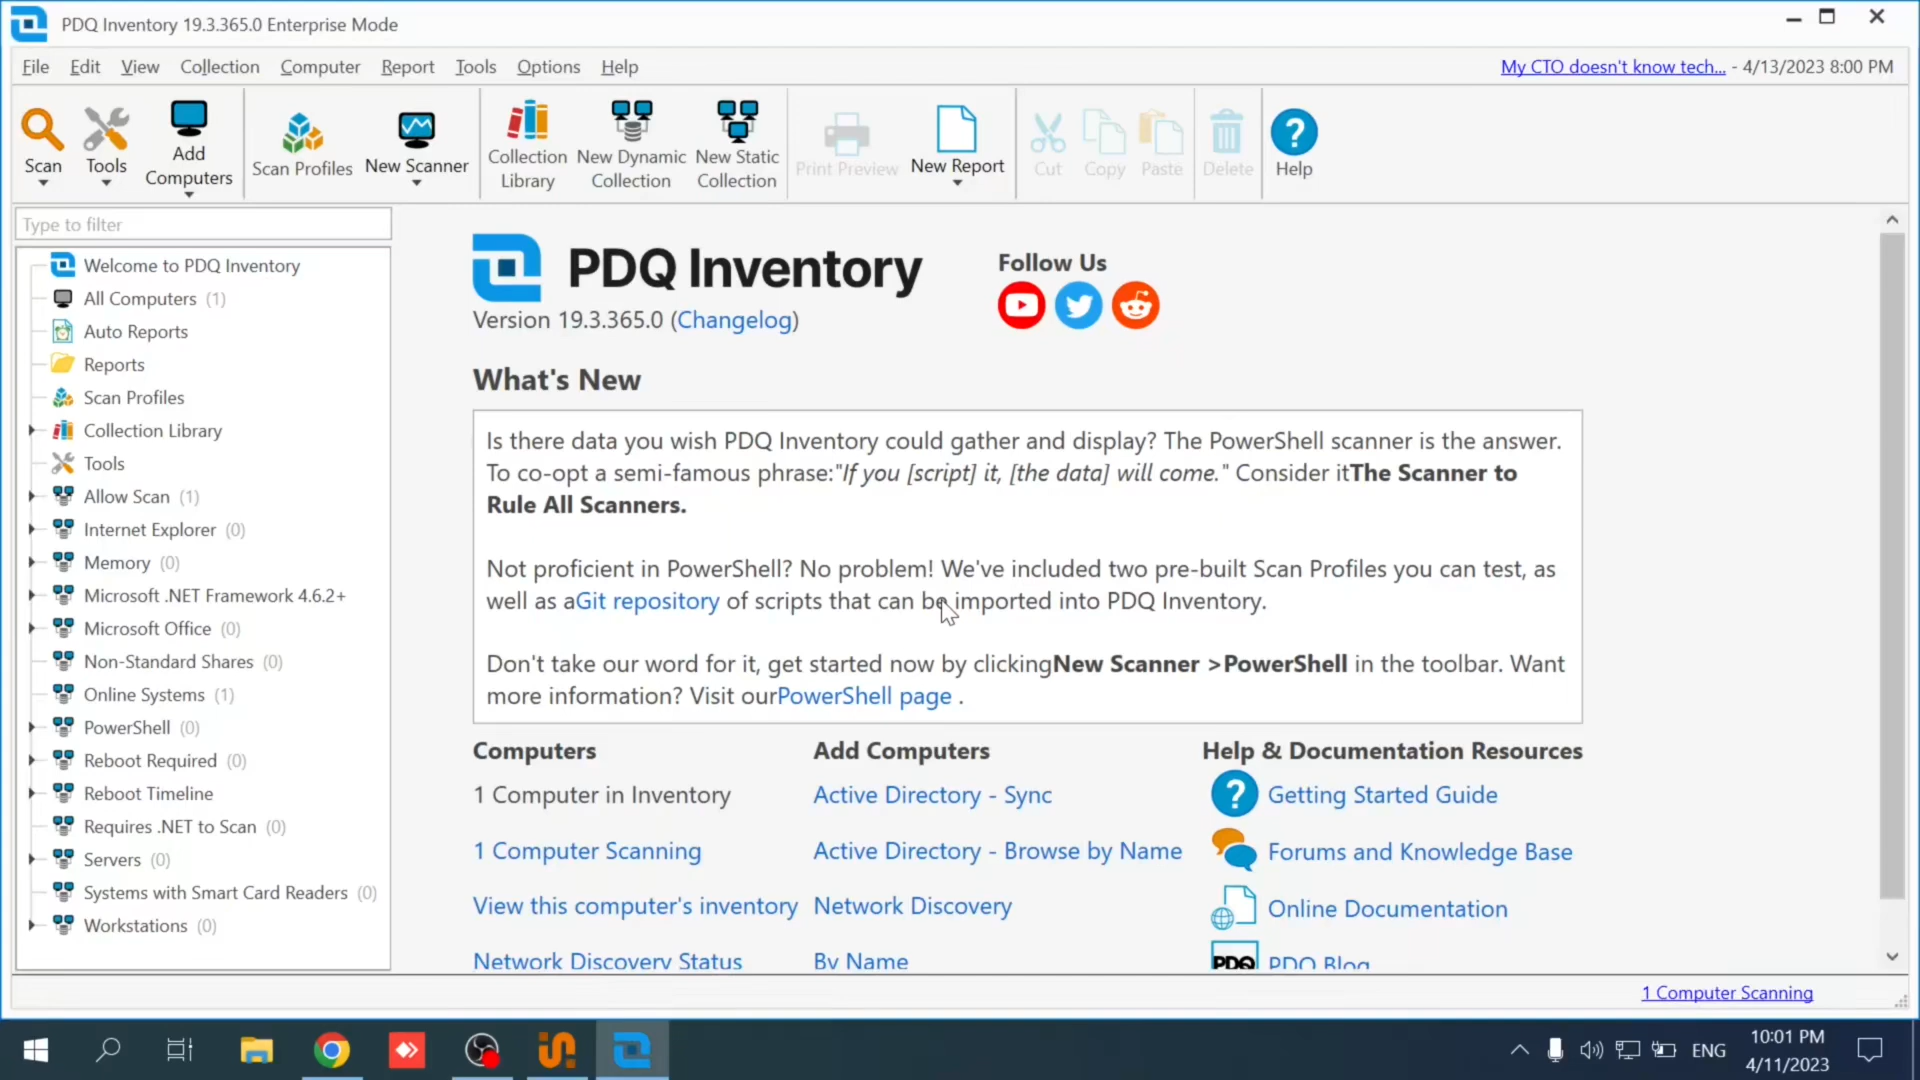 PDQ Inventory 19.3.365.0 Enterprise Mode
File Edit View Collection Computer Report Tools Options Help
My CTO doesn't know tech... - 4/13/2023 8:00 PM
Scan
Tools
Add
Computers
Scan Profiles
New Scanner
Collection
Library
New Dynamic
Collection
New Static
Collection
Print Preview
New Report
Cut
Copy
Paste
Delete
Help
Type to filter
Welcome to PDQ Inventory
All Computers (1)
Auto Reports
Reports
Scan Profiles
Collection Library
Tools
Allow Scan (1)
Internet Explorer (0)
Memory (0)
Microsoft .NET Framework 4.6.2+
Microsoft Office (0)
Non-Standard Shares (0)
Online Systems (1)
PowerShell (0)
Reboot Required (0)
Reboot Timeline
Requires .NET to Scan (0)
Servers (0)
Systems with Smart Card Readers (0)
Workstations (0)
PDQ Inventory
Version 19.3.365.0 (Changelog)
Follow Us
What's New
Is there data you wish PDQ Inventory could gather and display? The PowerShell scanner is the answer.
To co-opt a semi-famous phrase:"If you [script] it, [the data] will come." Consider itThe Scanner to
Rule All Scanners.
Not proficient in PowerShell? No problem! We've included two pre-built Scan Profiles you can test, as
well as aGit repository of scripts that can be imported into PDQ Inventory.
Don't take our word for it, get started now by clickingNew Scanner >PowerShell in the toolbar. Want
more information? Visit ourPowerShell page .
Computers
1 Computer in Inventory
1 Computer Scanning
View this computer's inventory
Network Discovery Status
Add Computers
Active Directory - Sync
Active Directory - Browse by Name
Network Discovery
By Name
Help & Documentation Resources
Getting Started Guide
Forums and Knowledge Base
Online Documentation
PDQ PDQ Blog
1 Computer Scanning
ENG
10:01 PM
4/11/2023